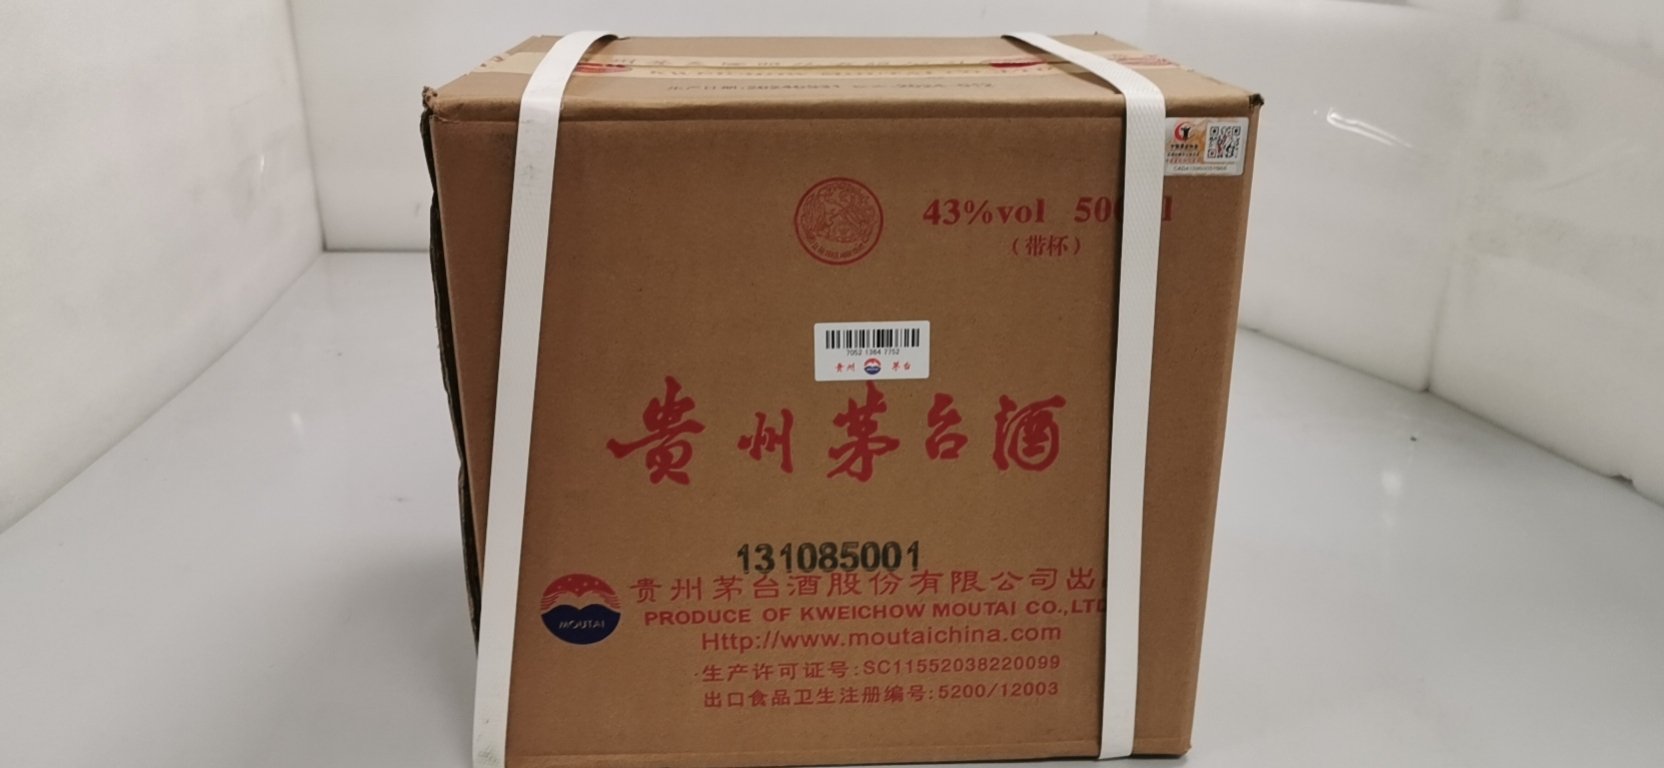 43%vol 500ml
（带杯）
7052 1384 7752
贵州 茅台
贵州茅台酒
131085001
贵州茅台酒股份有限公司出
MOUTAI
PRODUCE OF KWEICHOW MOUTAI CO.,LTD
Http://www.moutaichina.com
生产许可证号:SC11552038220099
出口食品卫生注册编号:5200/12003